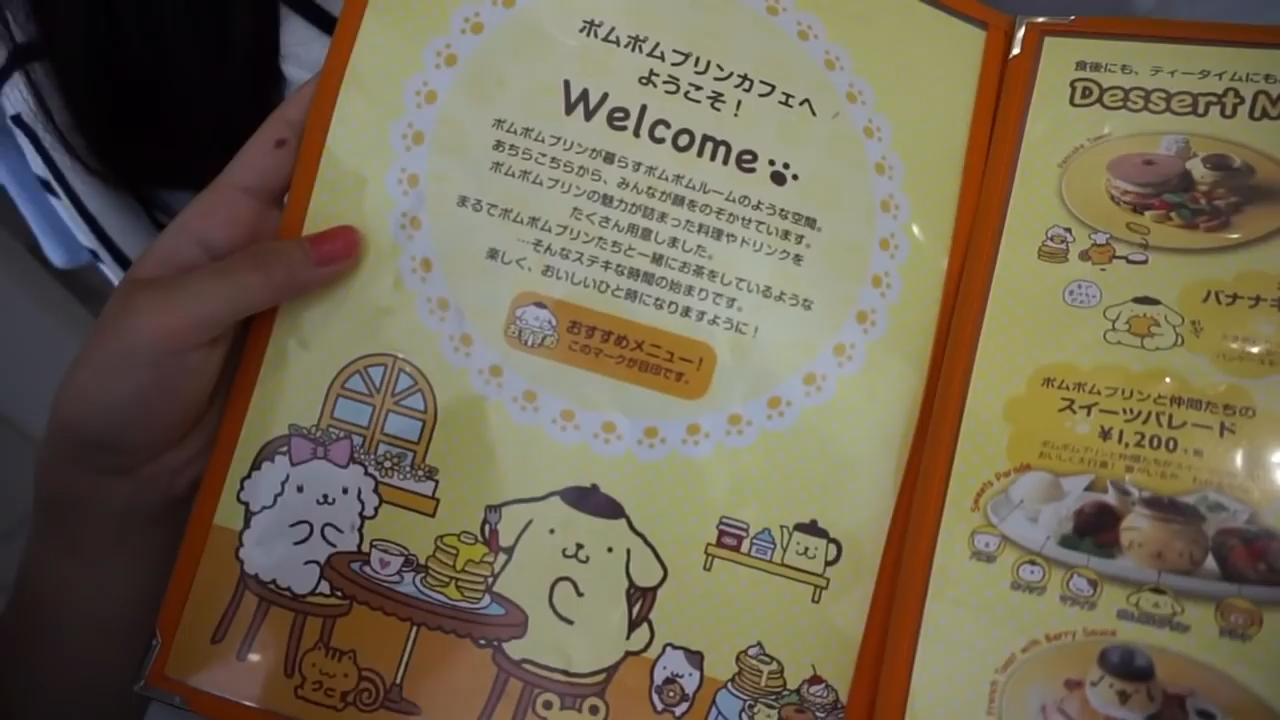 ポムポムプリンカフェへ
ようこそ！
Welcome
ポムポムプリンが暮らすポムポムルームのような空間。
あちらこちらから、みんなが顔をのぞかせています。
ポムポムプリンの魅力が詰まった料理やドリンクを
たくさん用意しました。
まるでポムポムプリンたちと一緒にお茶をしているような
…そんなステキな時間の始まりです。
楽しく、おいしいひと時になりますように！
おすすめ
おすすめメニュー！
このマークが目印です。
食後にも、ティータイムにも
Dessert M
バナナ
ポムポムプリンと仲間たちの
スイーツパレード
¥1,200
Sweets Parade
with Berry Sauce